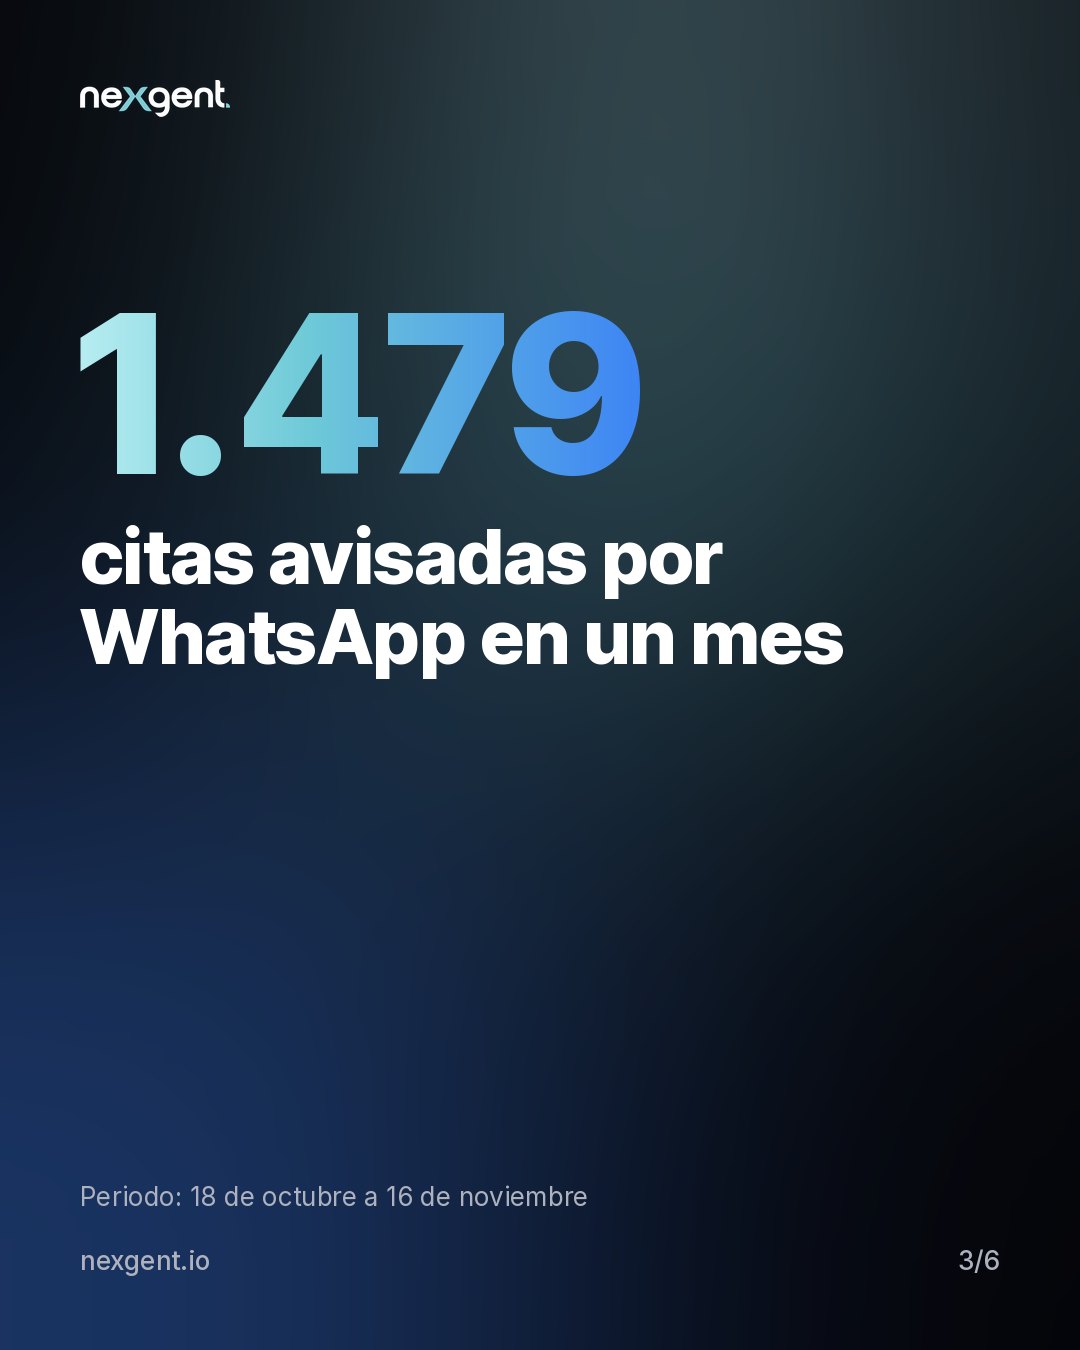 nexgent.
1.479
citas avisadas por
WhatsApp en un mes
Periodo: 18 de octubre a 16 de noviembre
nexgent.io
3/6